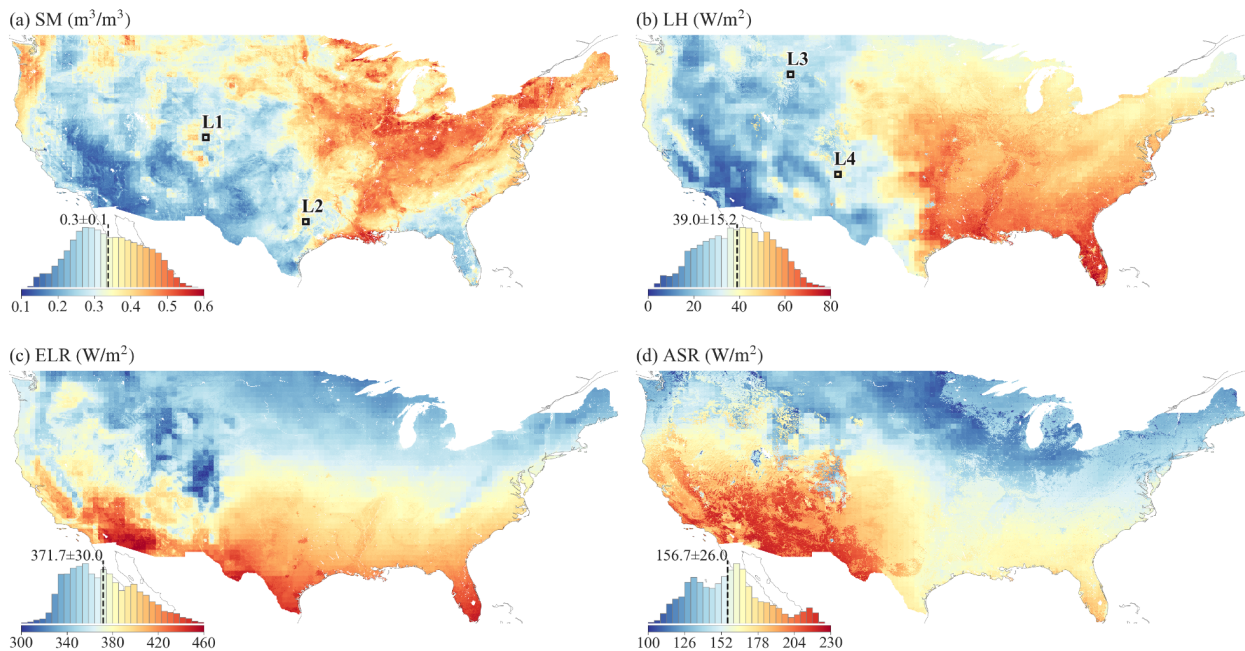 (a) SM (m³/m³)
L1
L2
0.3±0.1
0.1 0.2 0.3 0.4 0.5 0.6
(b) LH (W/m²)
L3
L4
39.0±15.2
0 20 40 60 80
(c) ELR (W/m²)
371.7±30.0
300 340 380 420 460
(d) ASR (W/m²)
156.7±26.0
100 126 152 178 204 230